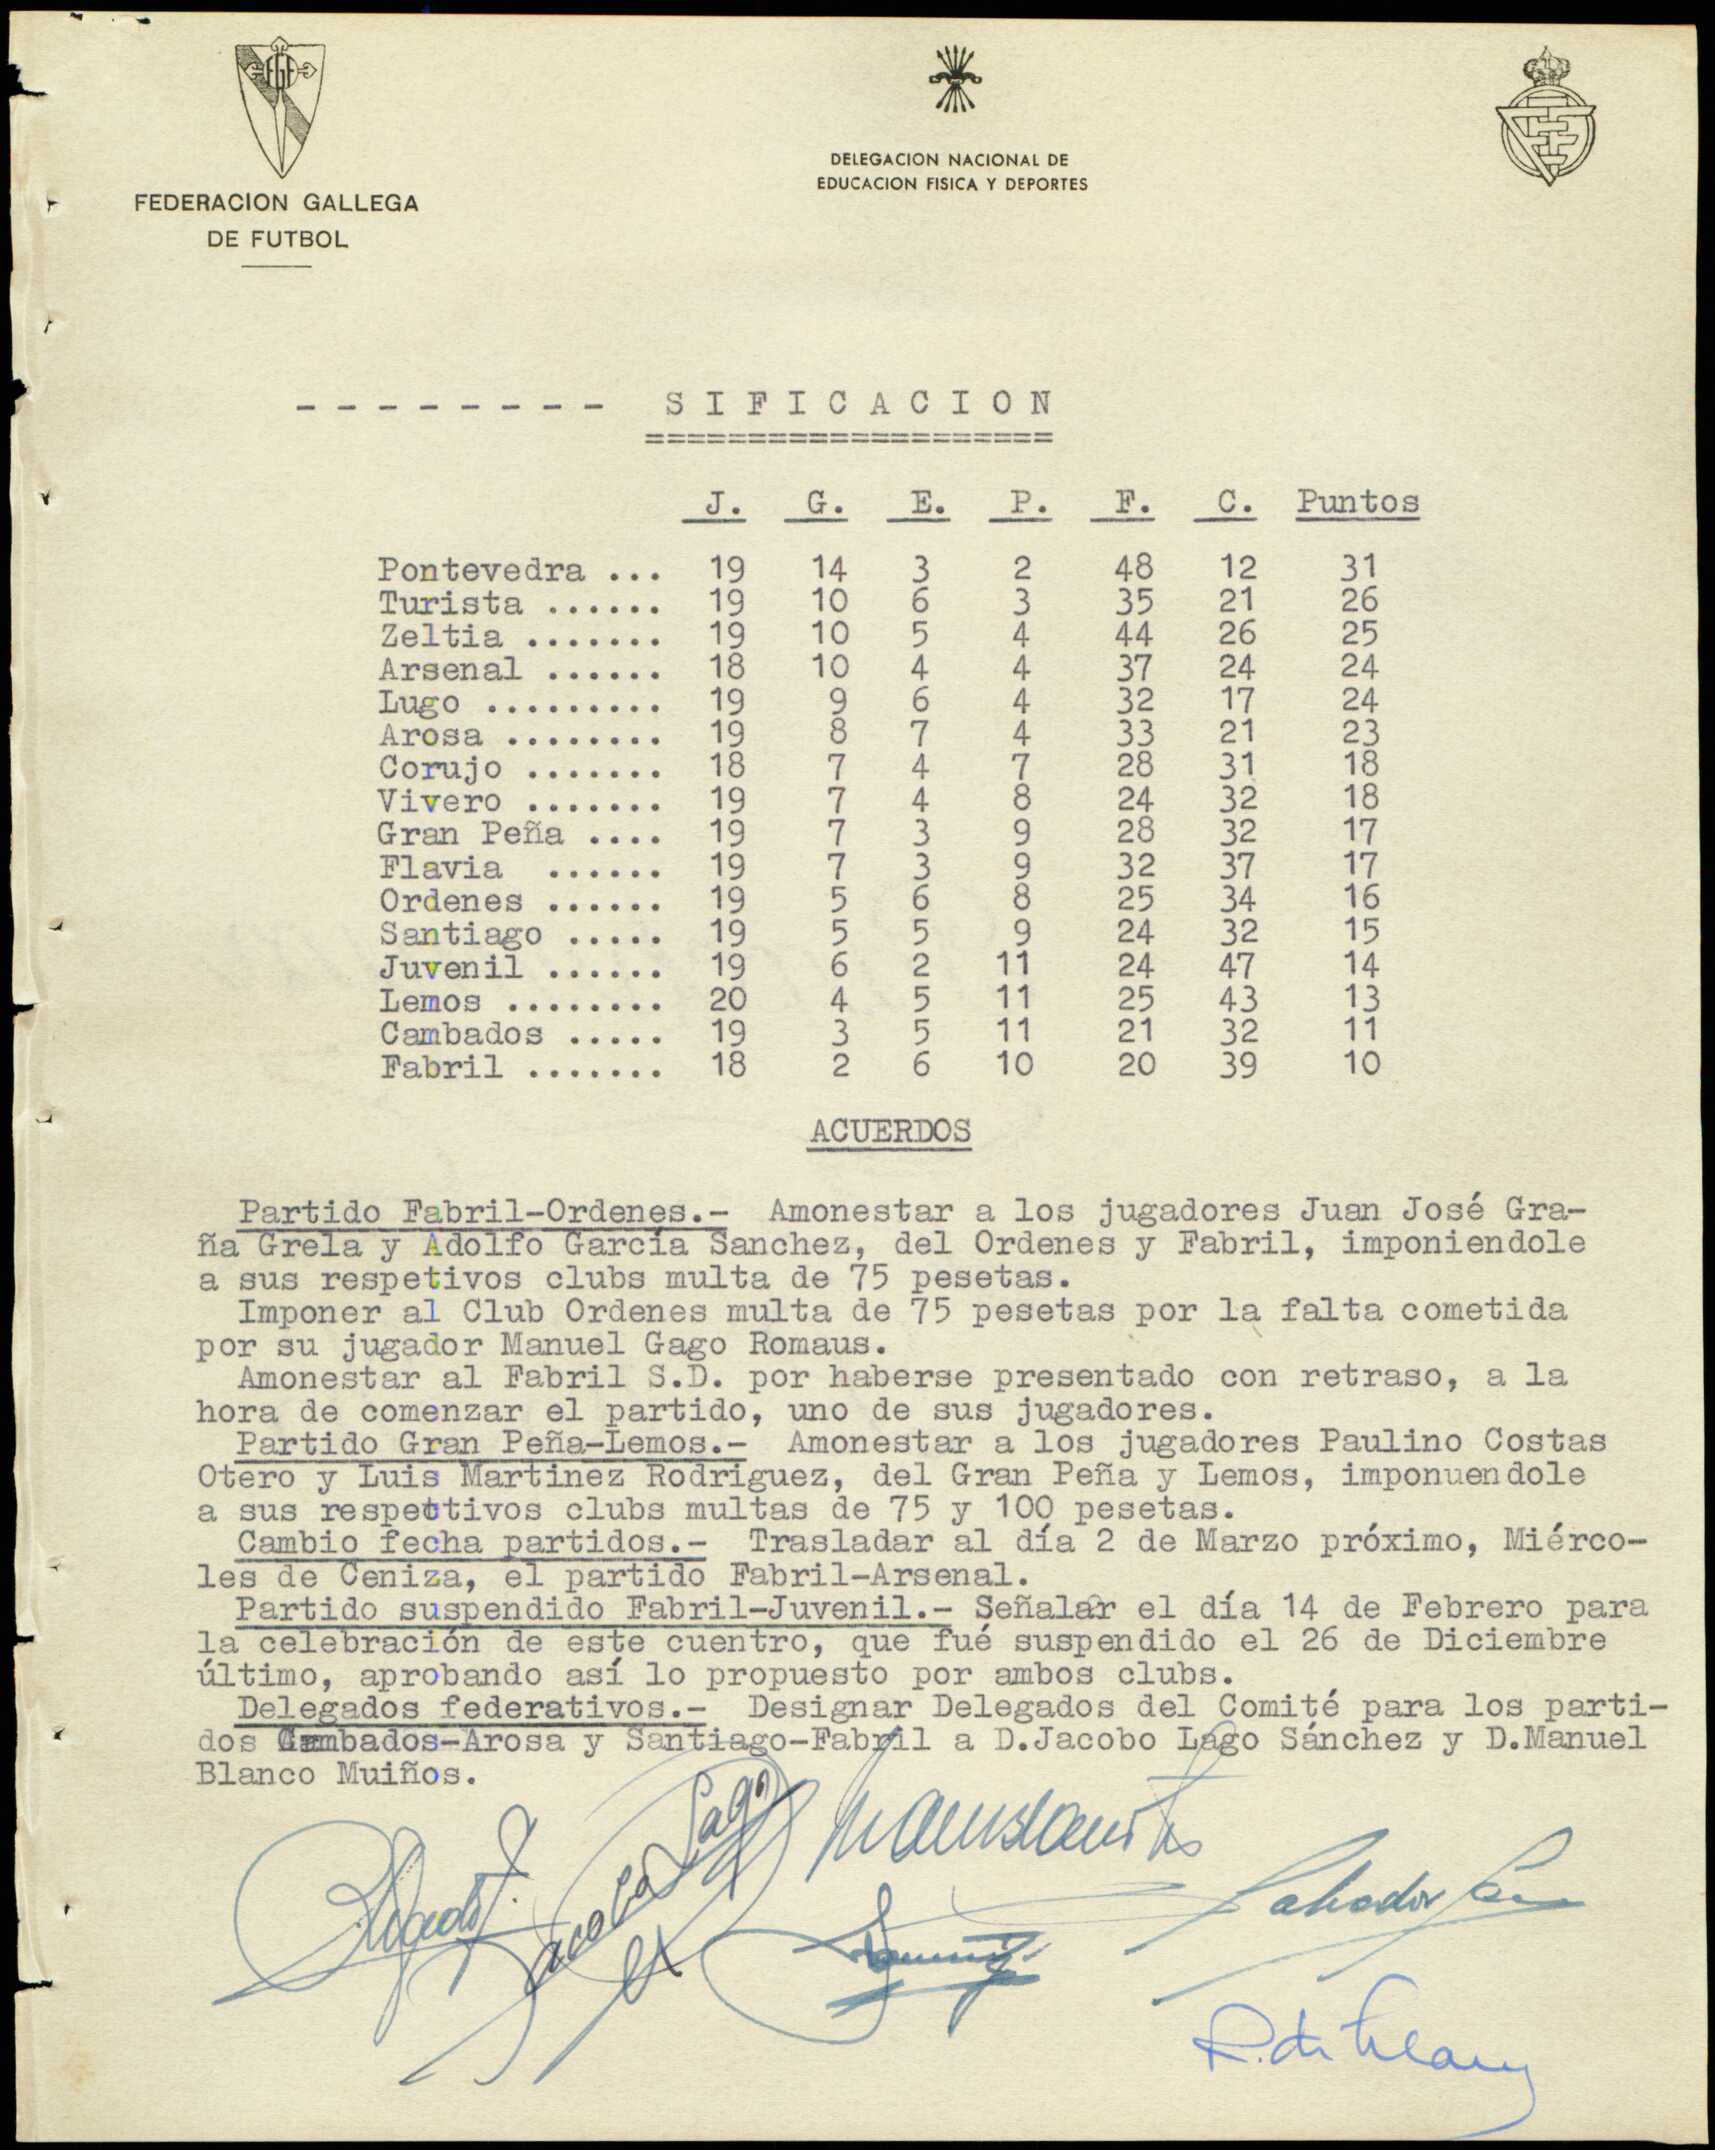 FGF
FEDERACION GALLEGA
DE FUTBOL
DELEGACION NACIONAL DE
EDUCACION FISICA Y DEPORTES
- - - - - - - - S I F I C A C I O N
====================
J. G. E. P. F. C. Puntos
Pontevedra ... 19 14 3 2 48 12 31
Turista ...... 19 10 6 3 35 21 26
Zeltia ....... 19 10 5 4 44 26 25
Arsenal ...... 18 10 4 4 37 24 24
Lugo ......... 19 9 6 4 32 17 24
Arosa ........ 19 8 7 4 33 21 23
Corujo ....... 18 7 4 7 28 31 18
Vivero ....... 19 7 4 8 24 32 18
Gran Peña .... 19 7 3 9 28 32 17
Flavia ...... 19 7 3 9 32 37 17
Ordenes ...... 19 5 6 8 25 34 16
Santiago ..... 19 5 5 9 24 32 15
Juvenil ...... 19 6 2 11 24 47 14
Lemos ........ 20 4 5 11 25 43 13
Cambados ..... 19 3 5 11 21 32 11
Fabril ....... 18 2 6 10 20 39 10
ACUERDOS
Partido Fabril-Ordenes.- Amonestar a los jugadores Juan José Gra-
ña Grela y Adolfo García Sanchez, del Ordenes y Fabril, imponiendole
a sus respetivos clubs multa de 75 pesetas.
Imponer al Club Ordenes multa de 75 pesetas por la falta cometida
por su jugador Manuel Gago Romaus.
Amonestar al Fabril S.D. por haberse presentado con retraso, a la
hora de comenzar el partido, uno de sus jugadores.
Partido Gran Peña-Lemos.- Amonestar a los jugadores Paulino Costas
Otero y Luis Martinez Rodriguez, del Gran Peña y Lemos, imponuendole
a sus respettivos clubs multas de 75 y 100 pesetas.
Cambio fecha partidos.- Trasladar al día 2 de Marzo próximo, Miérco-
les de Ceniza, el partido Fabril-Arsenal.
Partido suspendido Fabril-Juvenil.- Señalar el día 14 de Febrero para
la celebración de este cuentro, que fué suspendido el 26 de Diciembre
último, aprobando así lo propuesto por ambos clubs.
Delegados federativos.- Designar Delegados del Comité para los parti-
dos Cambados-Arosa y Santiago-Fabril a D.Jacobo Lago Sánchez y D.Manuel
Blanco Muiños.
Jacobo Lago